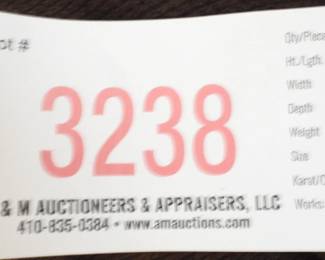 ot #
3238
& M AUCTIONEERS & APPRAISERS, LLC
410-835-0384 • www.amauctions.com
Qty/Piece
Ht./Lgth.
Width
Depth
Weight
Size
Karat/C
Works: